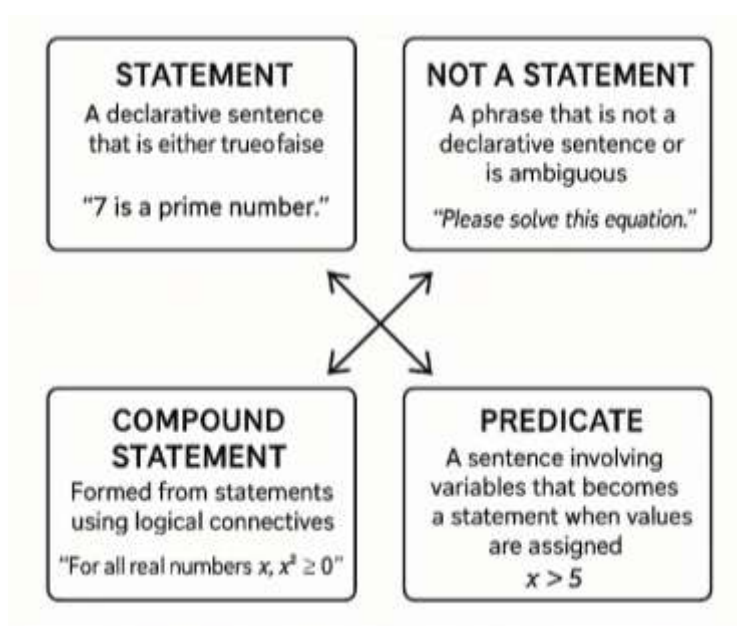 STATEMENT
A declarative sentence
that is either trueofaise
"7 is a prime number."
NOT A STATEMENT
A phrase that is not a
declarative sentence or
is ambiguous
"Please solve this equation."
COMPOUND
STATEMENT
Formed from statements
using logical connectives
"For all real numbers x, x² ≥ 0"
PREDICATE
A sentence involving
variables that becomes
a statement when values
are assigned
x > 5